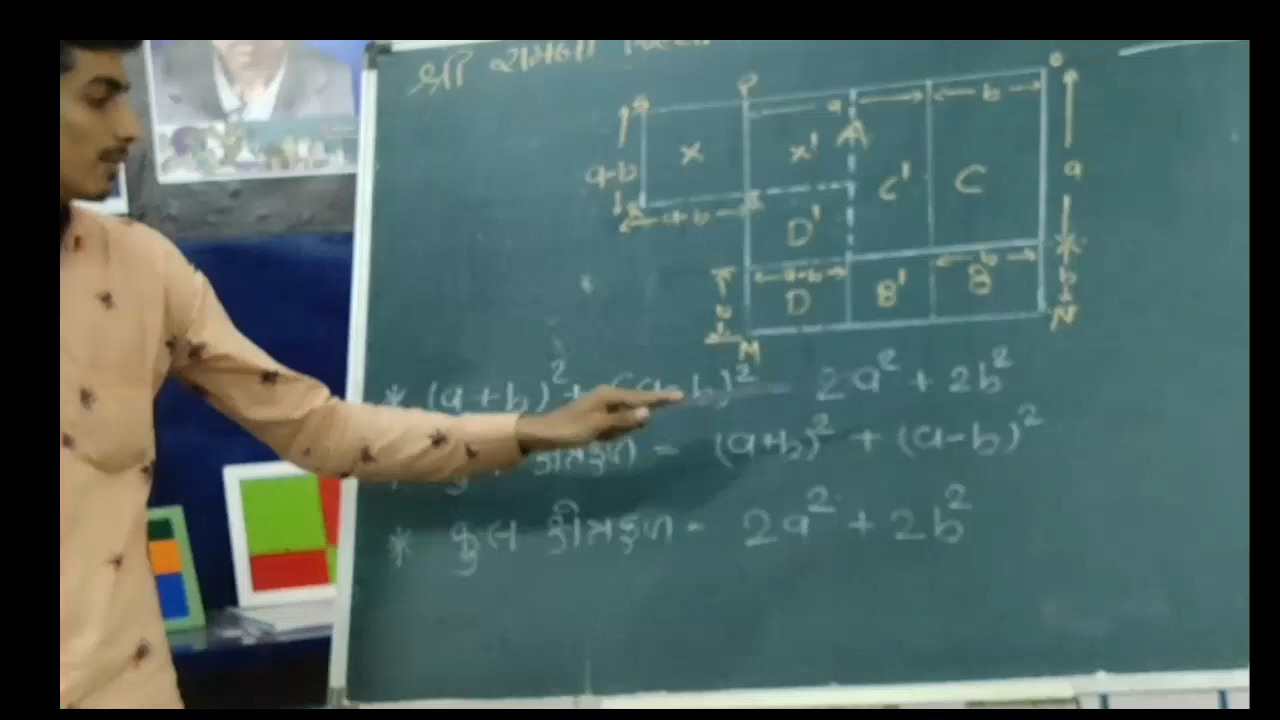 શ્રી
P
a
b
X
X'
A
C'
C
a
a-b
a-b
D'
a-b
b
b
D
B'
B
b
M
N
* (a+b)² + (a-b)² 2a² + 2b²
ક્ષેત્રફળ = (a+b)² + (a-b)²
* કુલ ક્ષેત્રફળ = 2a² + 2b²